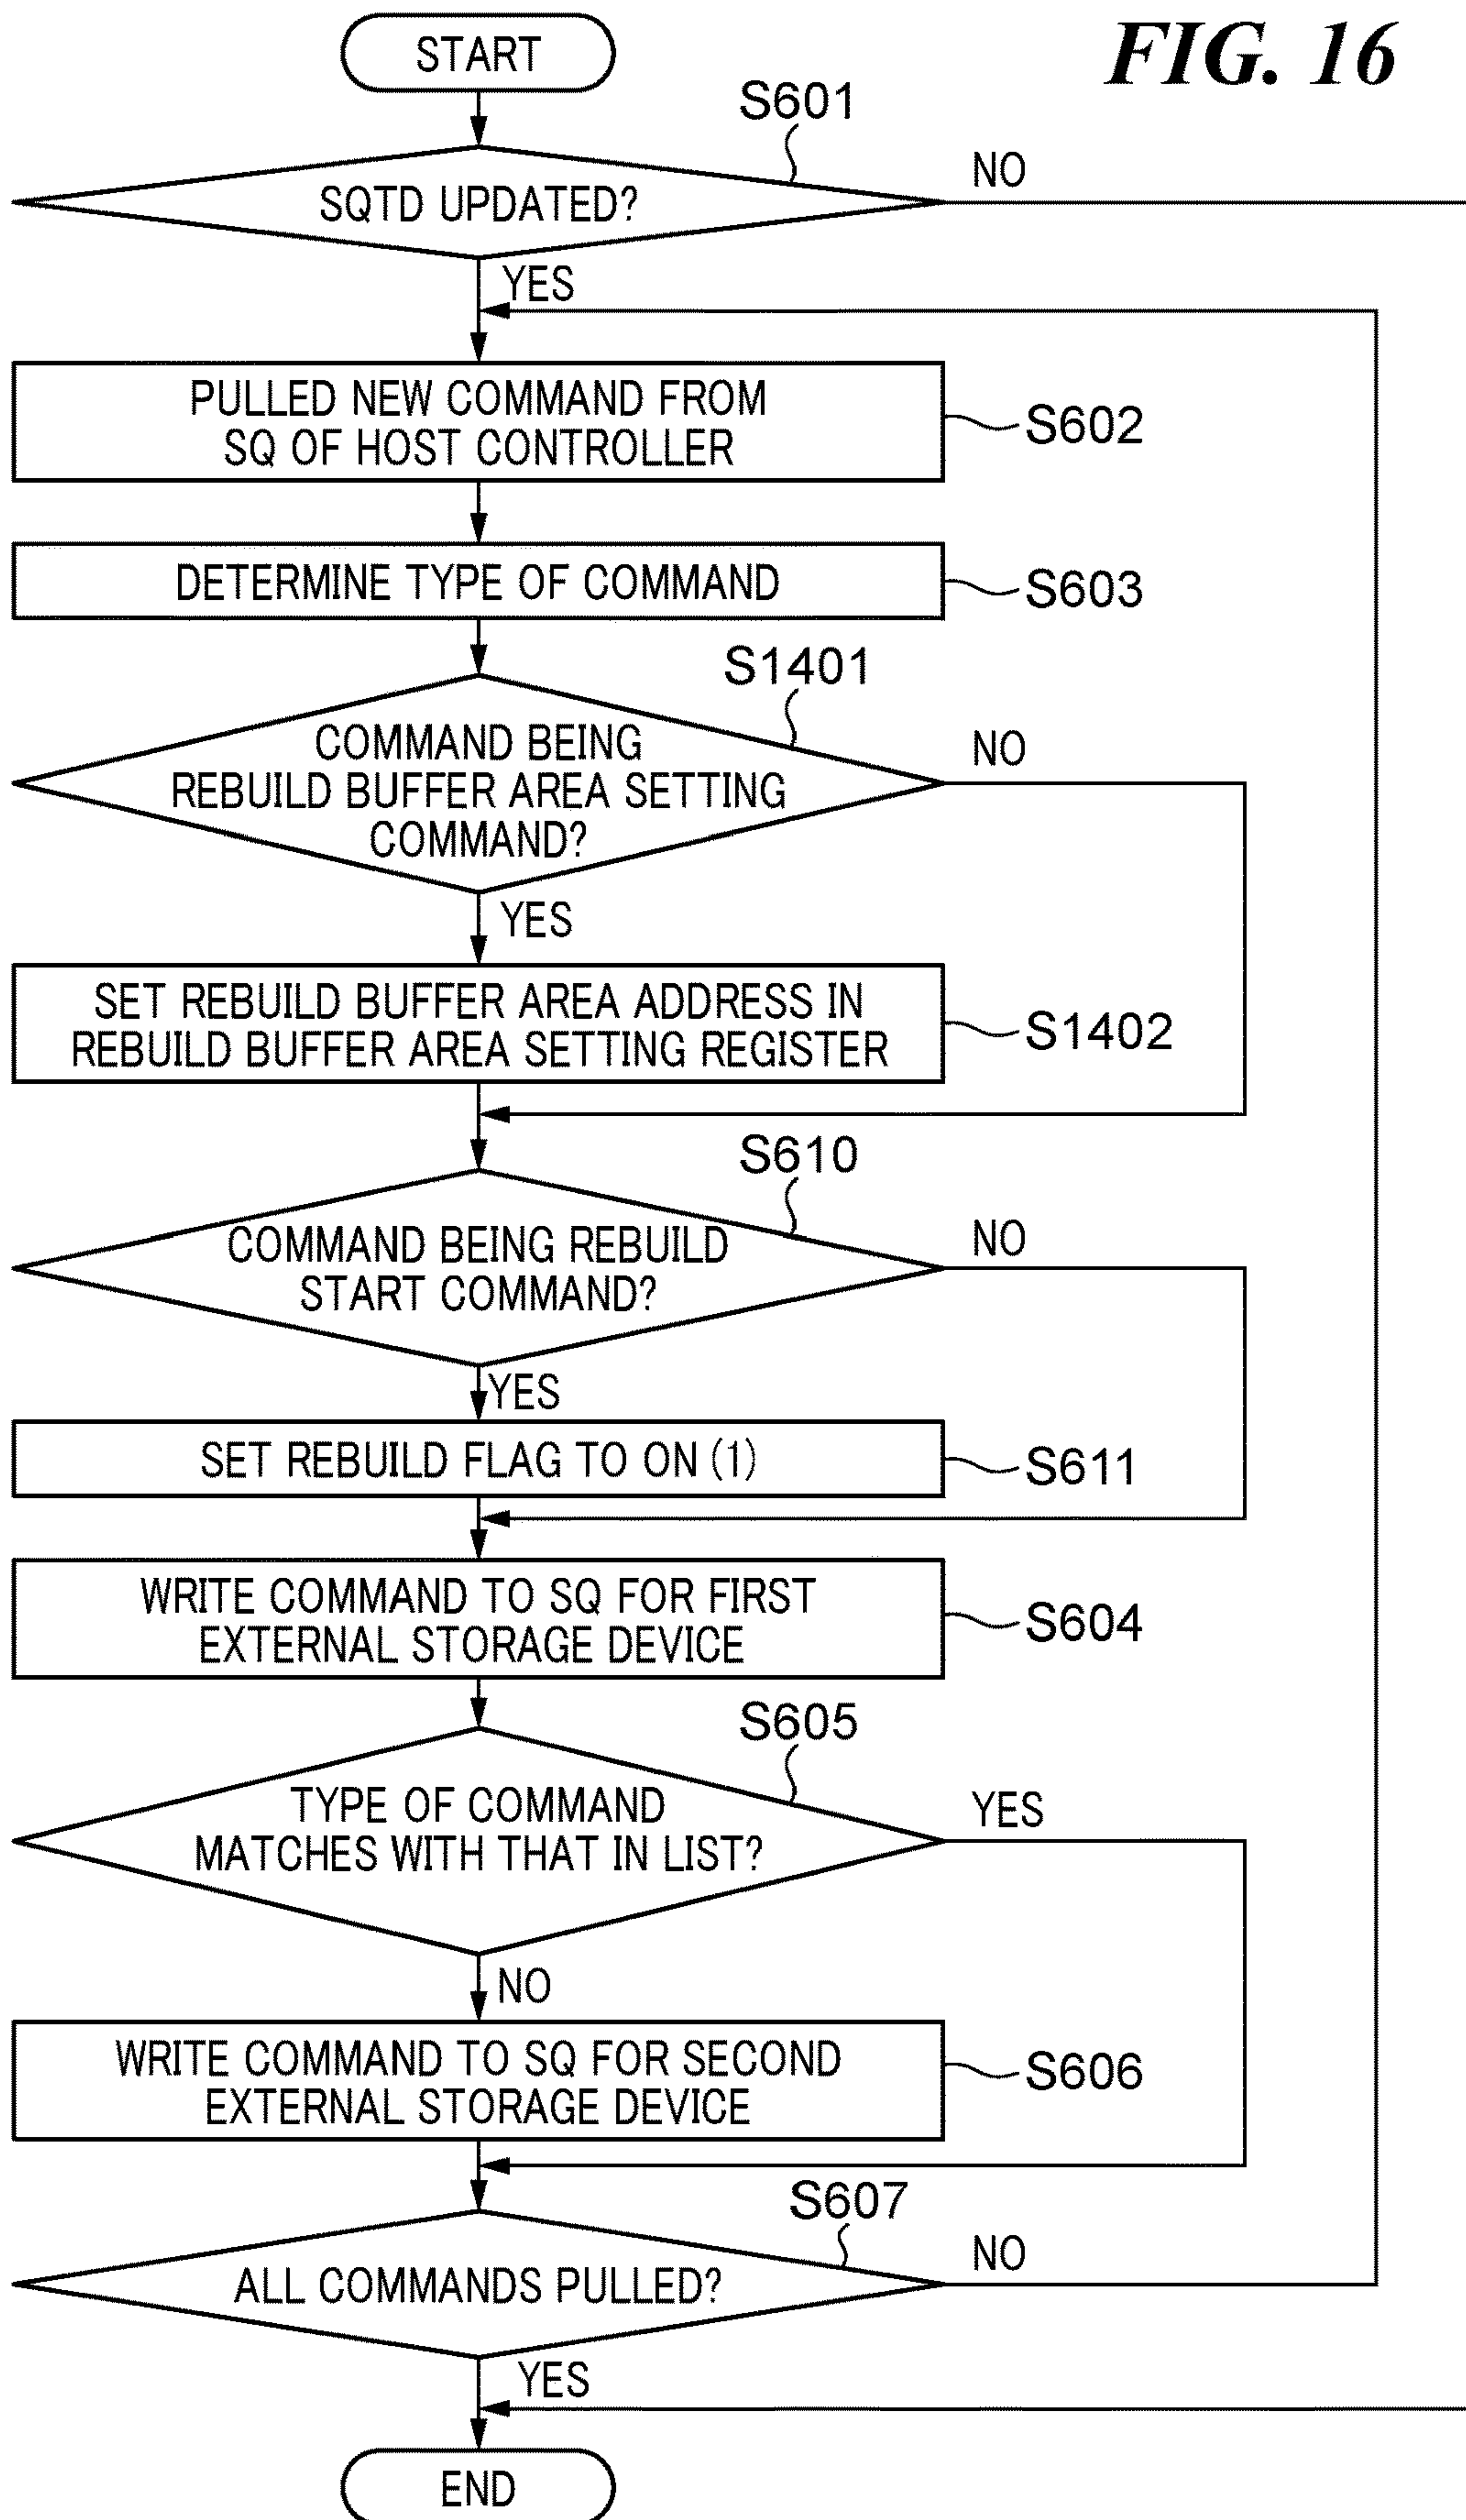 FIG. 16
START
S601
SQTD UPDATED?
NO
YES
PULLED NEW COMMAND FROM
SQ OF HOST CONTROLLER
S602
DETERMINE TYPE OF COMMAND
S603
S1401
COMMAND BEING
REBUILD BUFFER AREA SETTING
COMMAND?
NO
YES
SET REBUILD BUFFER AREA ADDRESS IN
REBUILD BUFFER AREA SETTING REGISTER
S1402
S610
COMMAND BEING REBUILD
START COMMAND?
NO
YES
SET REBUILD FLAG TO ON (1)
S611
WRITE COMMAND TO SQ FOR FIRST
EXTERNAL STORAGE DEVICE
S604
S605
TYPE OF COMMAND
MATCHES WITH THAT IN LIST?
YES
NO
WRITE COMMAND TO SQ FOR SECOND
EXTERNAL STORAGE DEVICE
S606
S607
ALL COMMANDS PULLED?
NO
YES
END